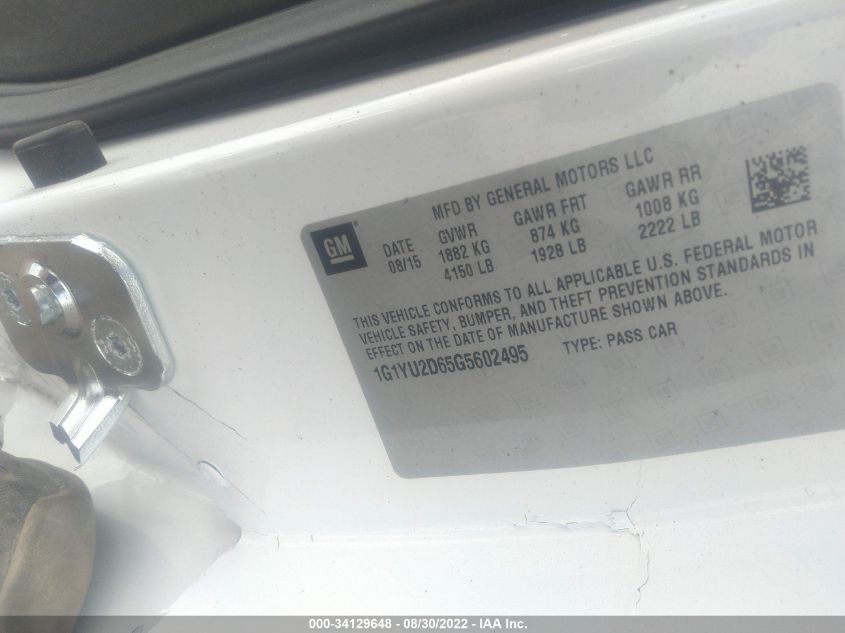 GM
MFD BY GENERAL MOTORS LLC
DATE GVWR GAWR FRT GAWR RR
08/15 1882 KG 874 KG 1008 KG
4150 LB 1928 LB 2222 LB
THIS VEHICLE CONFORMS TO ALL APPLICABLE U.S. FEDERAL MOTOR
VEHICLE SAFETY, BUMPER, AND THEFT PREVENTION STANDARDS IN
EFFECT ON THE DATE OF MANUFACTURE SHOWN ABOVE.
1G1YU2D65G5602495 TYPE: PASS CAR
000-34129648 - 08/30/2022 - IAA Inc.